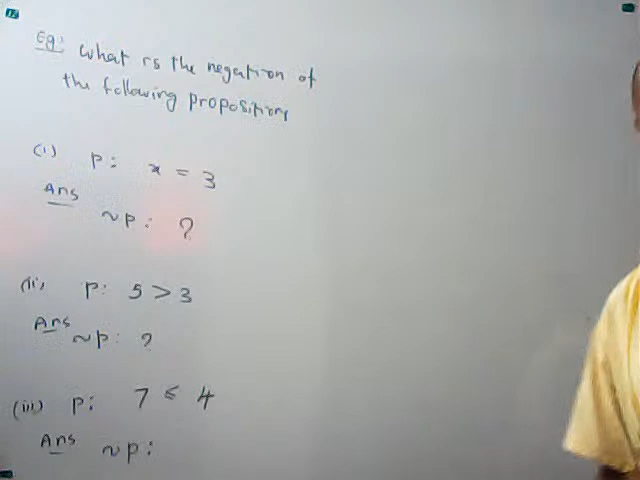 Eg: What is the negation of
the following propositions
(i) p: x = 3
Ans
~p: ?
(ii) p: 5 > 3
Ans
~p: ?
(iii) p: 7 ≤ 4
Ans ~p: